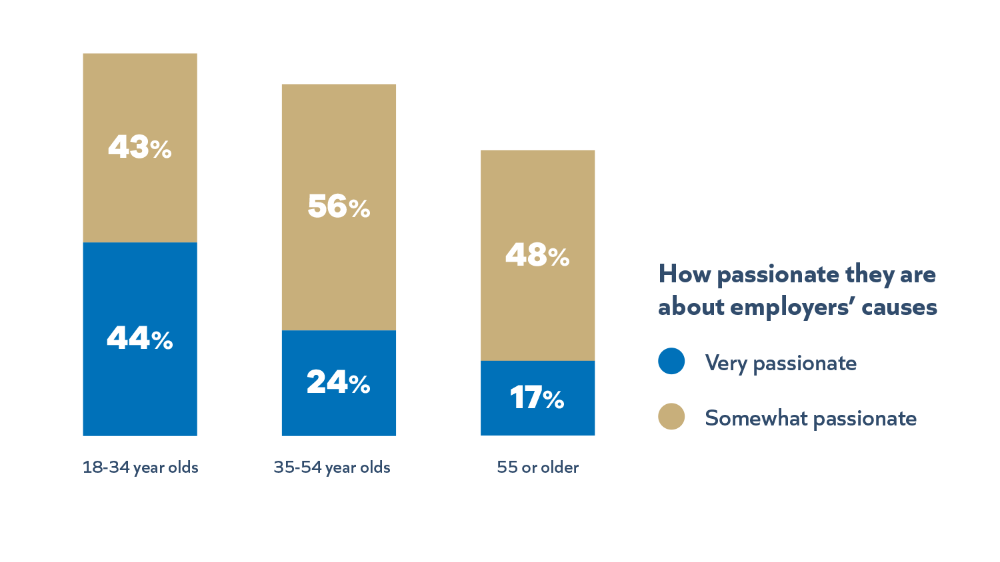 43%
44%
18-34 year olds
56%
24%
35-54 year olds
48%
17%
55 or older
How passionate they are
about employers’ causes
Very passionate
Somewhat passionate